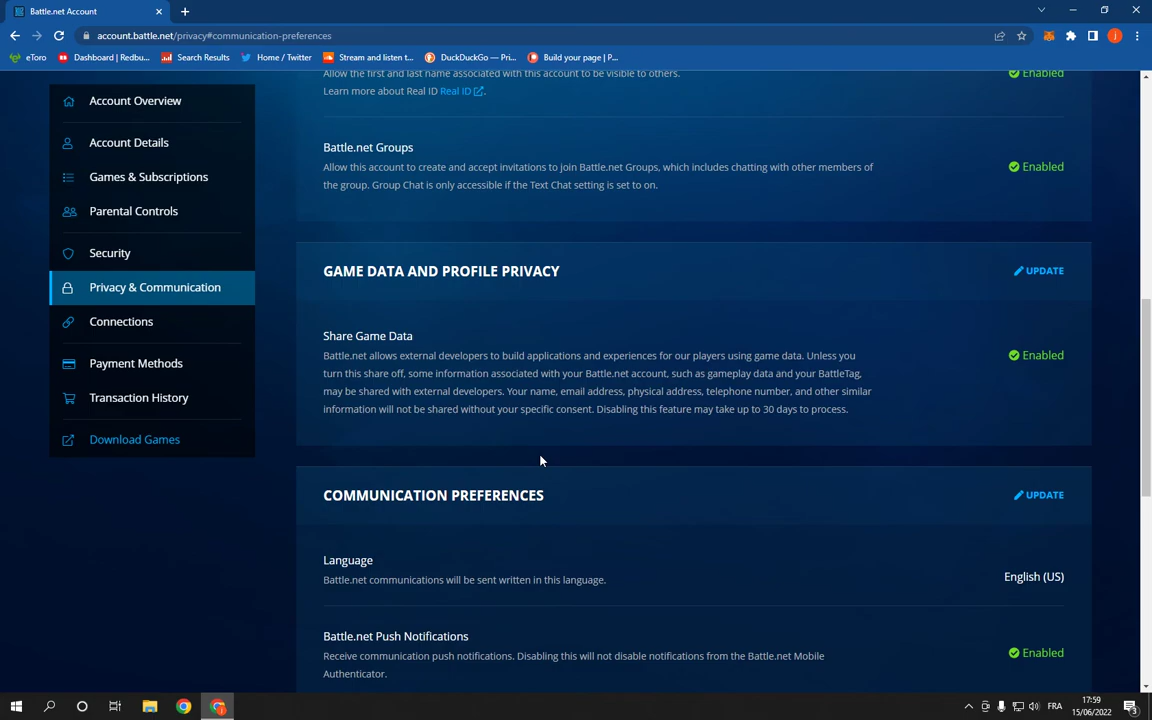 Battle.net Account
account.battle.net/privacy#communication-preferences
eToro
Dashboard | Redbu...
Search Results
Home / Twitter
Stream and listen t...
DuckDuckGo — Pri...
Build your page | P...
Account Overview
Account Details
Games & Subscriptions
Parental Controls
Security
Privacy & Communication
Connections
Payment Methods
Transaction History
Download Games
Allow the first and last name associated with this account to be visible to others.
Enabled
Learn more about Real ID Real ID.
Battle.net Groups
Allow this account to create and accept invitations to join Battle.net Groups, which includes chatting with other members of
the group. Group Chat is only accessible if the Text Chat setting is set to on.
Enabled
GAME DATA AND PROFILE PRIVACY
UPDATE
Share Game Data
Battle.net allows external developers to build applications and experiences for our players using game data. Unless you
turn this share off, some information associated with your Battle.net account, such as gameplay data and your BattleTag,
may be shared with external developers. Your name, email address, physical address, telephone number, and other similar
information will not be shared without your specific consent. Disabling this feature may take up to 30 days to process.
Enabled
COMMUNICATION PREFERENCES
UPDATE
Language
Battle.net communications will be sent written in this language.
English (US)
Battle.net Push Notifications
Receive communication push notifications. Disabling this will not disable notifications from the Battle.net Mobile
Authenticator.
Enabled
FRA
17:59
15/06/2022
3